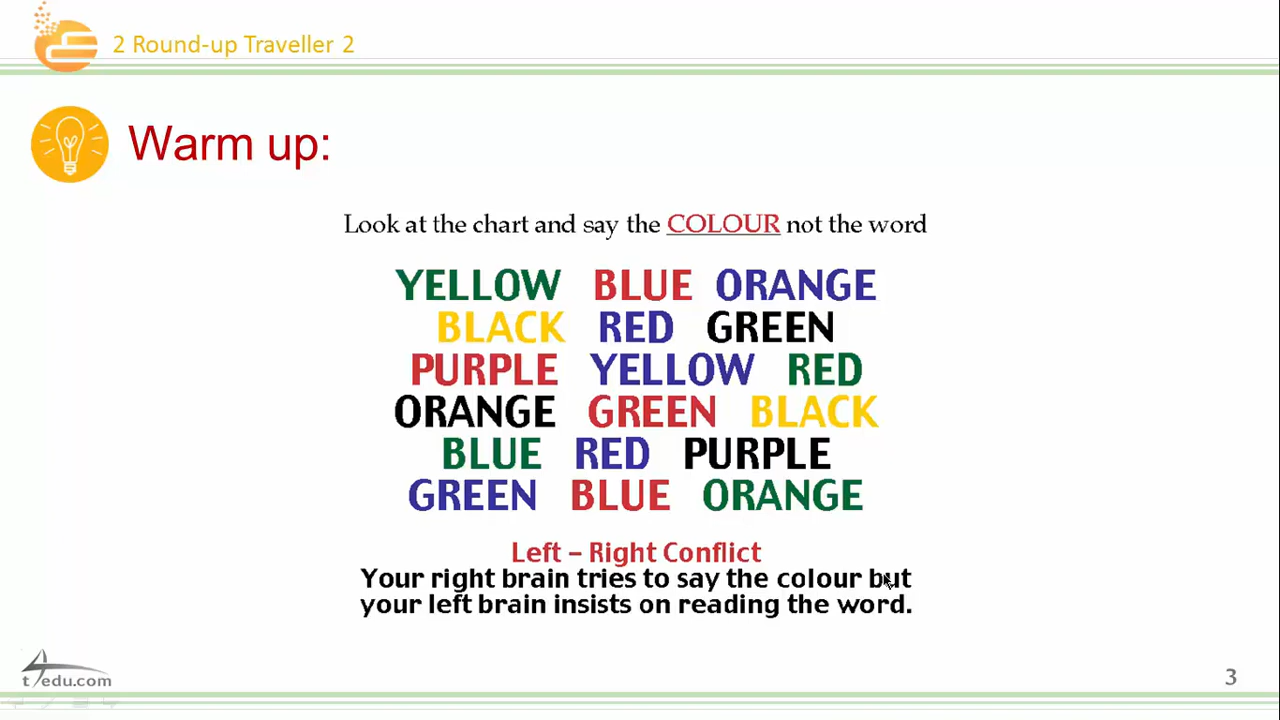 2 Round-up Traveller 2
Warm up:
Look at the chart and say the COLOUR not the word
YELLOW BLUE ORANGE
BLACK RED GREEN
PURPLE YELLOW RED
ORANGE GREEN BLACK
BLUE RED PURPLE
GREEN BLUE ORANGE
Left – Right Conflict
Your right brain tries to say the colour but
your left brain insists on reading the word.
t4edu.com
3